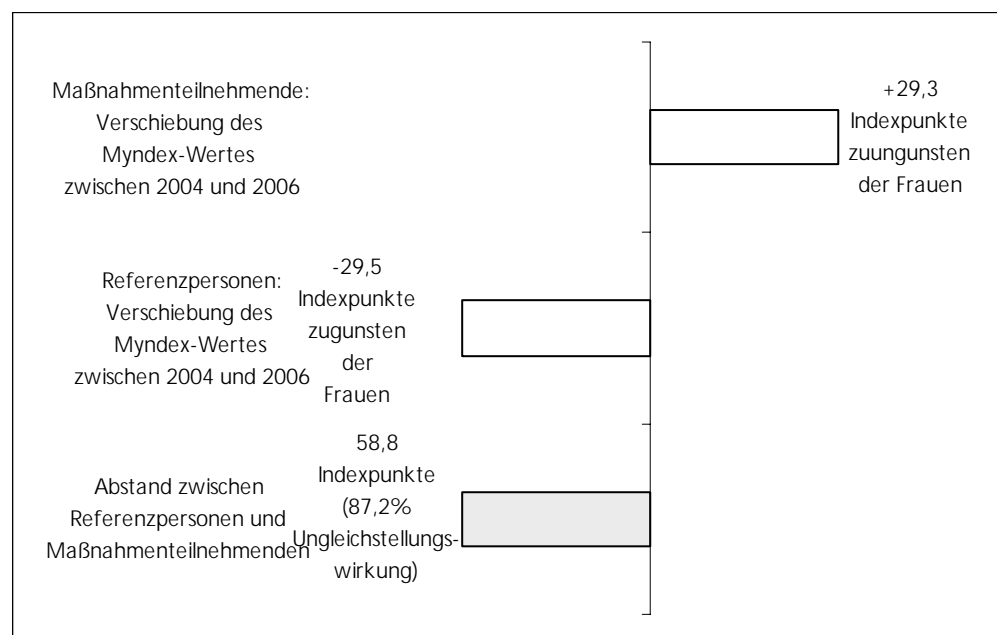 Maßnahmenteilnehmende:
Verschiebung des
Myndex-Wertes
zwischen 2004 und 2006
+29,3
Indexpunkte
zuungunsten
der Frauen
Referenzpersonen:
Verschiebung des
Myndex-Wertes
zwischen 2004 und 2006
-29,5
Indexpunkte
zugunsten
der
Frauen
Abstand zwischen
Referenzpersonen und
Maßnahmenteilnehmenden
58,8
Indexpunkte
(87,2%
Ungleichstellungs-
wirkung)